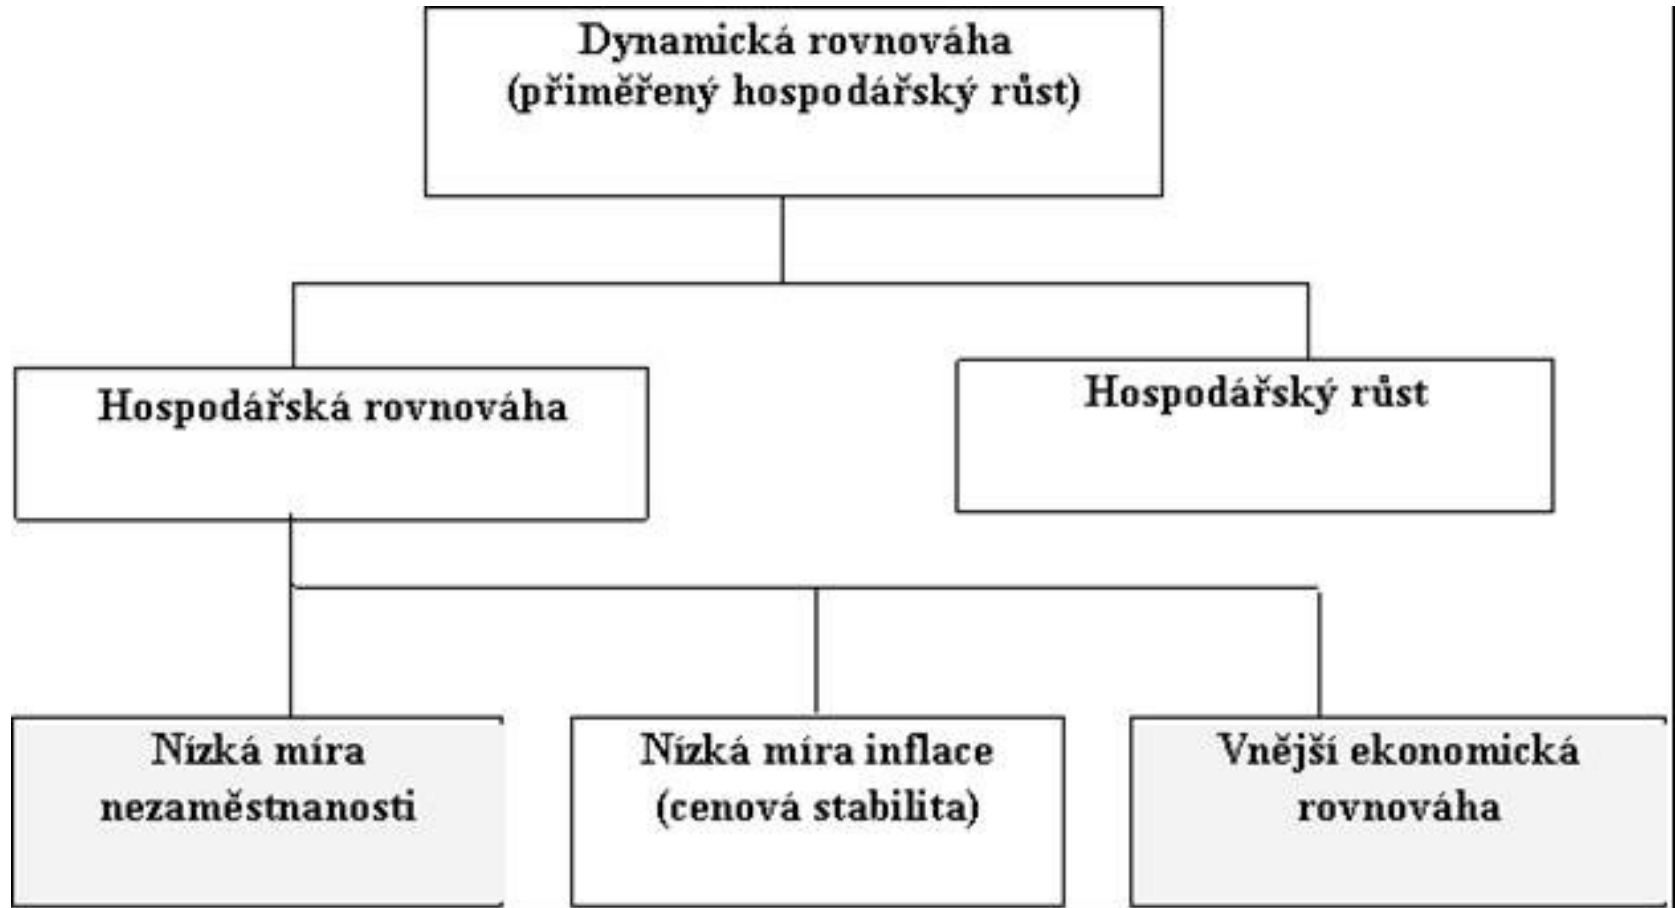 Dynamická rovnováha
(přiměřený hospodářský růst)
Hospodářská rovnováha
Hospodářský růst
Nízká míra
nezaměstnanosti
Nízká míra inflace
(cenová stabilita)
Vnější ekonomická
rovnováha